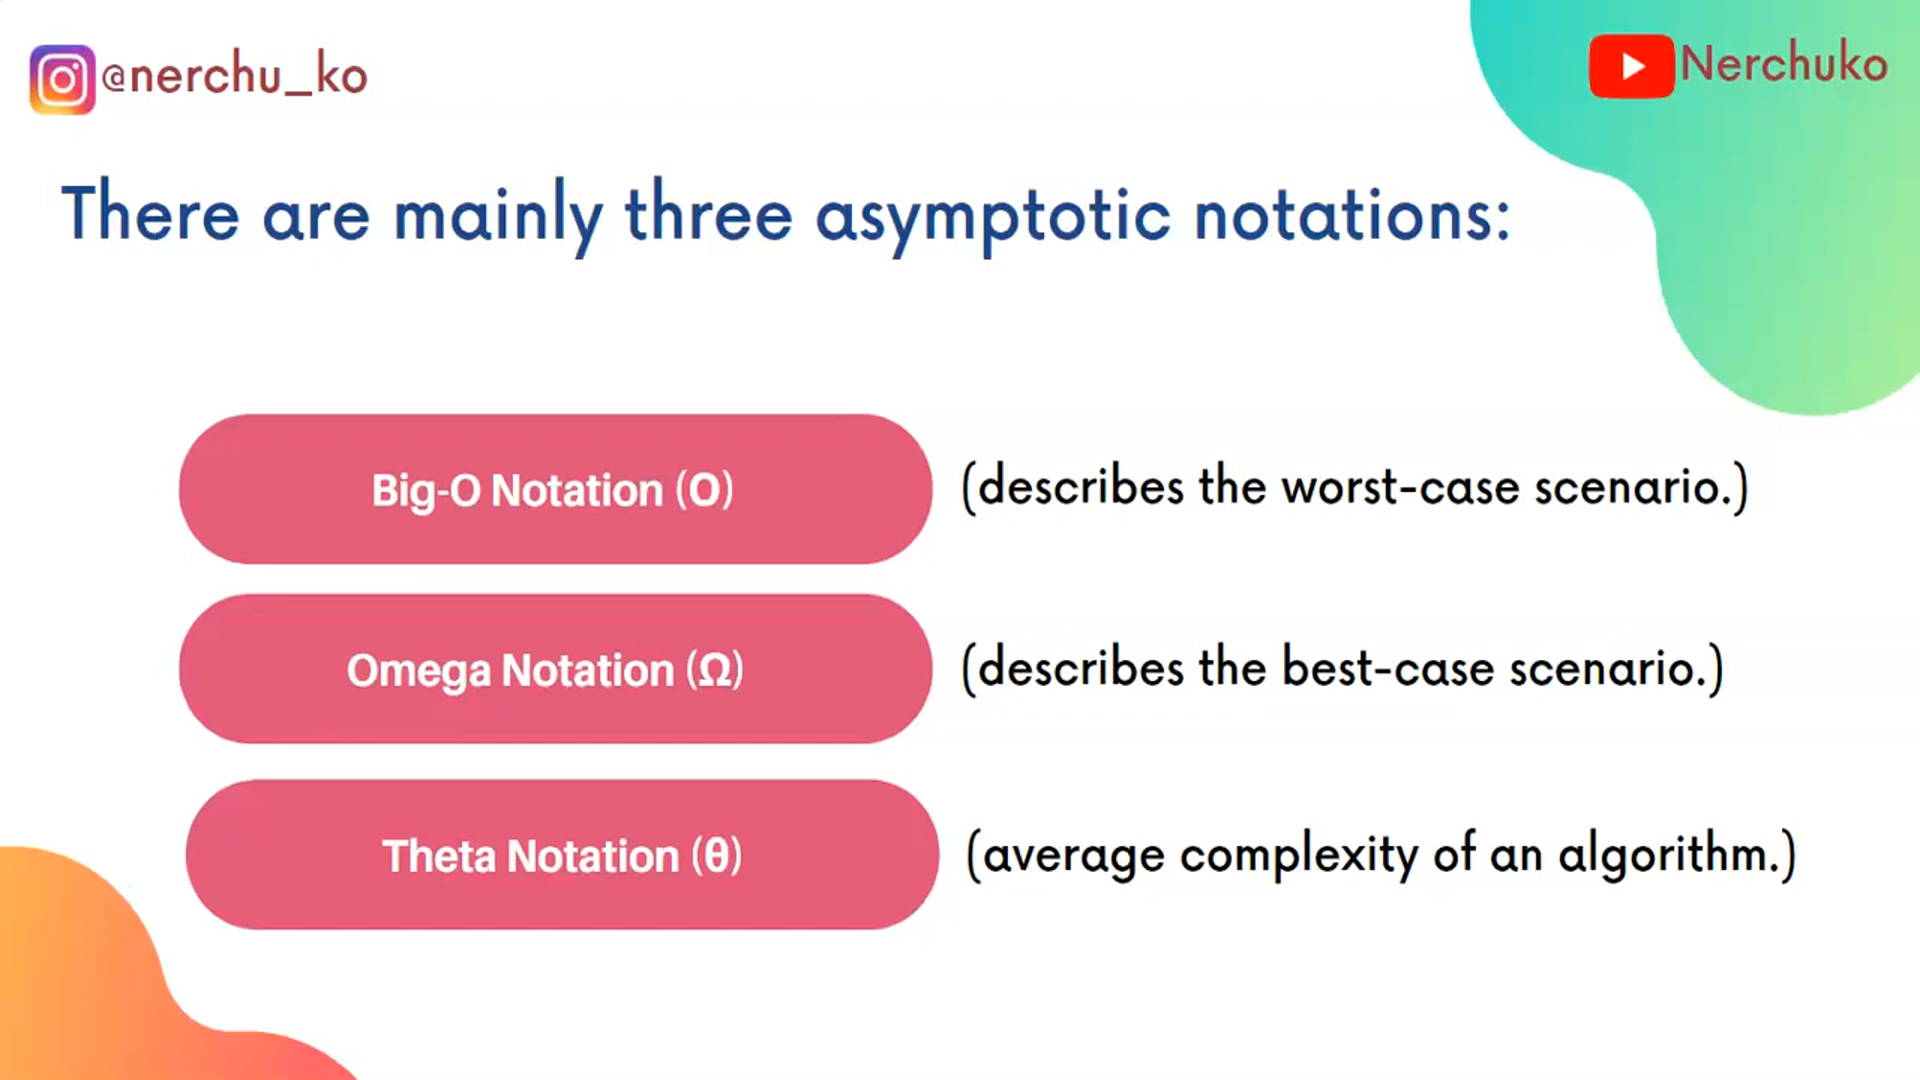 @nerchu_ko
Nerchuko
There are mainly three asymptotic notations:
Big-O Notation (O) (describes the worst-case scenario.)
Omega Notation (Ω) (describes the best-case scenario.)
Theta Notation (θ) (average complexity of an algorithm.)